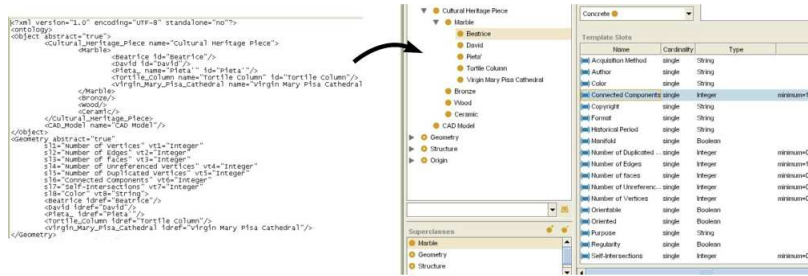 <?xml version="1.0" encoding="UTF-8" standalone="no"?>
<ontology>
<Object abstract="true"
<Cultural_Heritage_Piece name="Cultural Heritage Piece">
<Marble>
<Beatrice id="Beatrice"/>
<David id="David"/>
<Pieta_ name="Pieta'" id="Pieta'"/>
<Tortile_Column name="Tortile Column" id="Tortile Column"/>
<Virgin_Mary_Pisa_Cathedral name="Virgin Mary Pisa Cathedral
</Marble>
<Bronze/>
<Wood/>
<Ceramic/>
</Cultural_Heritage_Piece>
<CAD_Model name="CAD Model"/>
</Object>
<Geometry abstract="true"
sl1="Number of vertices" vt1="Integer"
sl2="Number of Edges" vt2="Integer"
sl3="Number of faces" vt3="Integer"
sl4="Number of Unreferenced Vertices" vt4="Integer"
sl5="Number of Duplicated Vertices" vt5="Integer"
sl6="Connected Components" vt6="Integer"
sl7="Self-Intersections" vt7="Integer"
sl8="Color" vt8="String">
<Beatrice idref="Beatrice"/>
<David idref="David"/>
<Pieta_ idref="Pieta'"/>
<Tortile_Column idref="Tortile Column"/>
<Virgin_Mary_Pisa_Cathedral idref="Virgin Mary Pisa Cathedral"/>
</Geometry>
Cultural Heritage Piece
Marble
Beatrice
David
Pieta'
Tortile Column
Virgin Mary Pisa Cathedral
Bronze
Wood
Ceramic
CAD Model
Geometry
Structure
Origin
Superclasses
Marble
Geometry
Structure
Concrete
Template Slots
Name Cardinality Type
Acquisition Method single String
Author single String
Color single String
Connected Components single Integer minimum=1
Copyright single String
Format single String
Historical Period single String
Manifold single Boolean
Number of Duplicated ... single Integer minimum=0
Number of Edges single Integer minimum=0
Number of faces single Integer minimum=0
Number of Unreferenc... single Integer minimum=0
Number of Vertices single Integer minimum=0
Orientable single Boolean
Oriented single Boolean
Purpose single String
Regularity single Boolean
Self-Intersections single Integer minimum=0